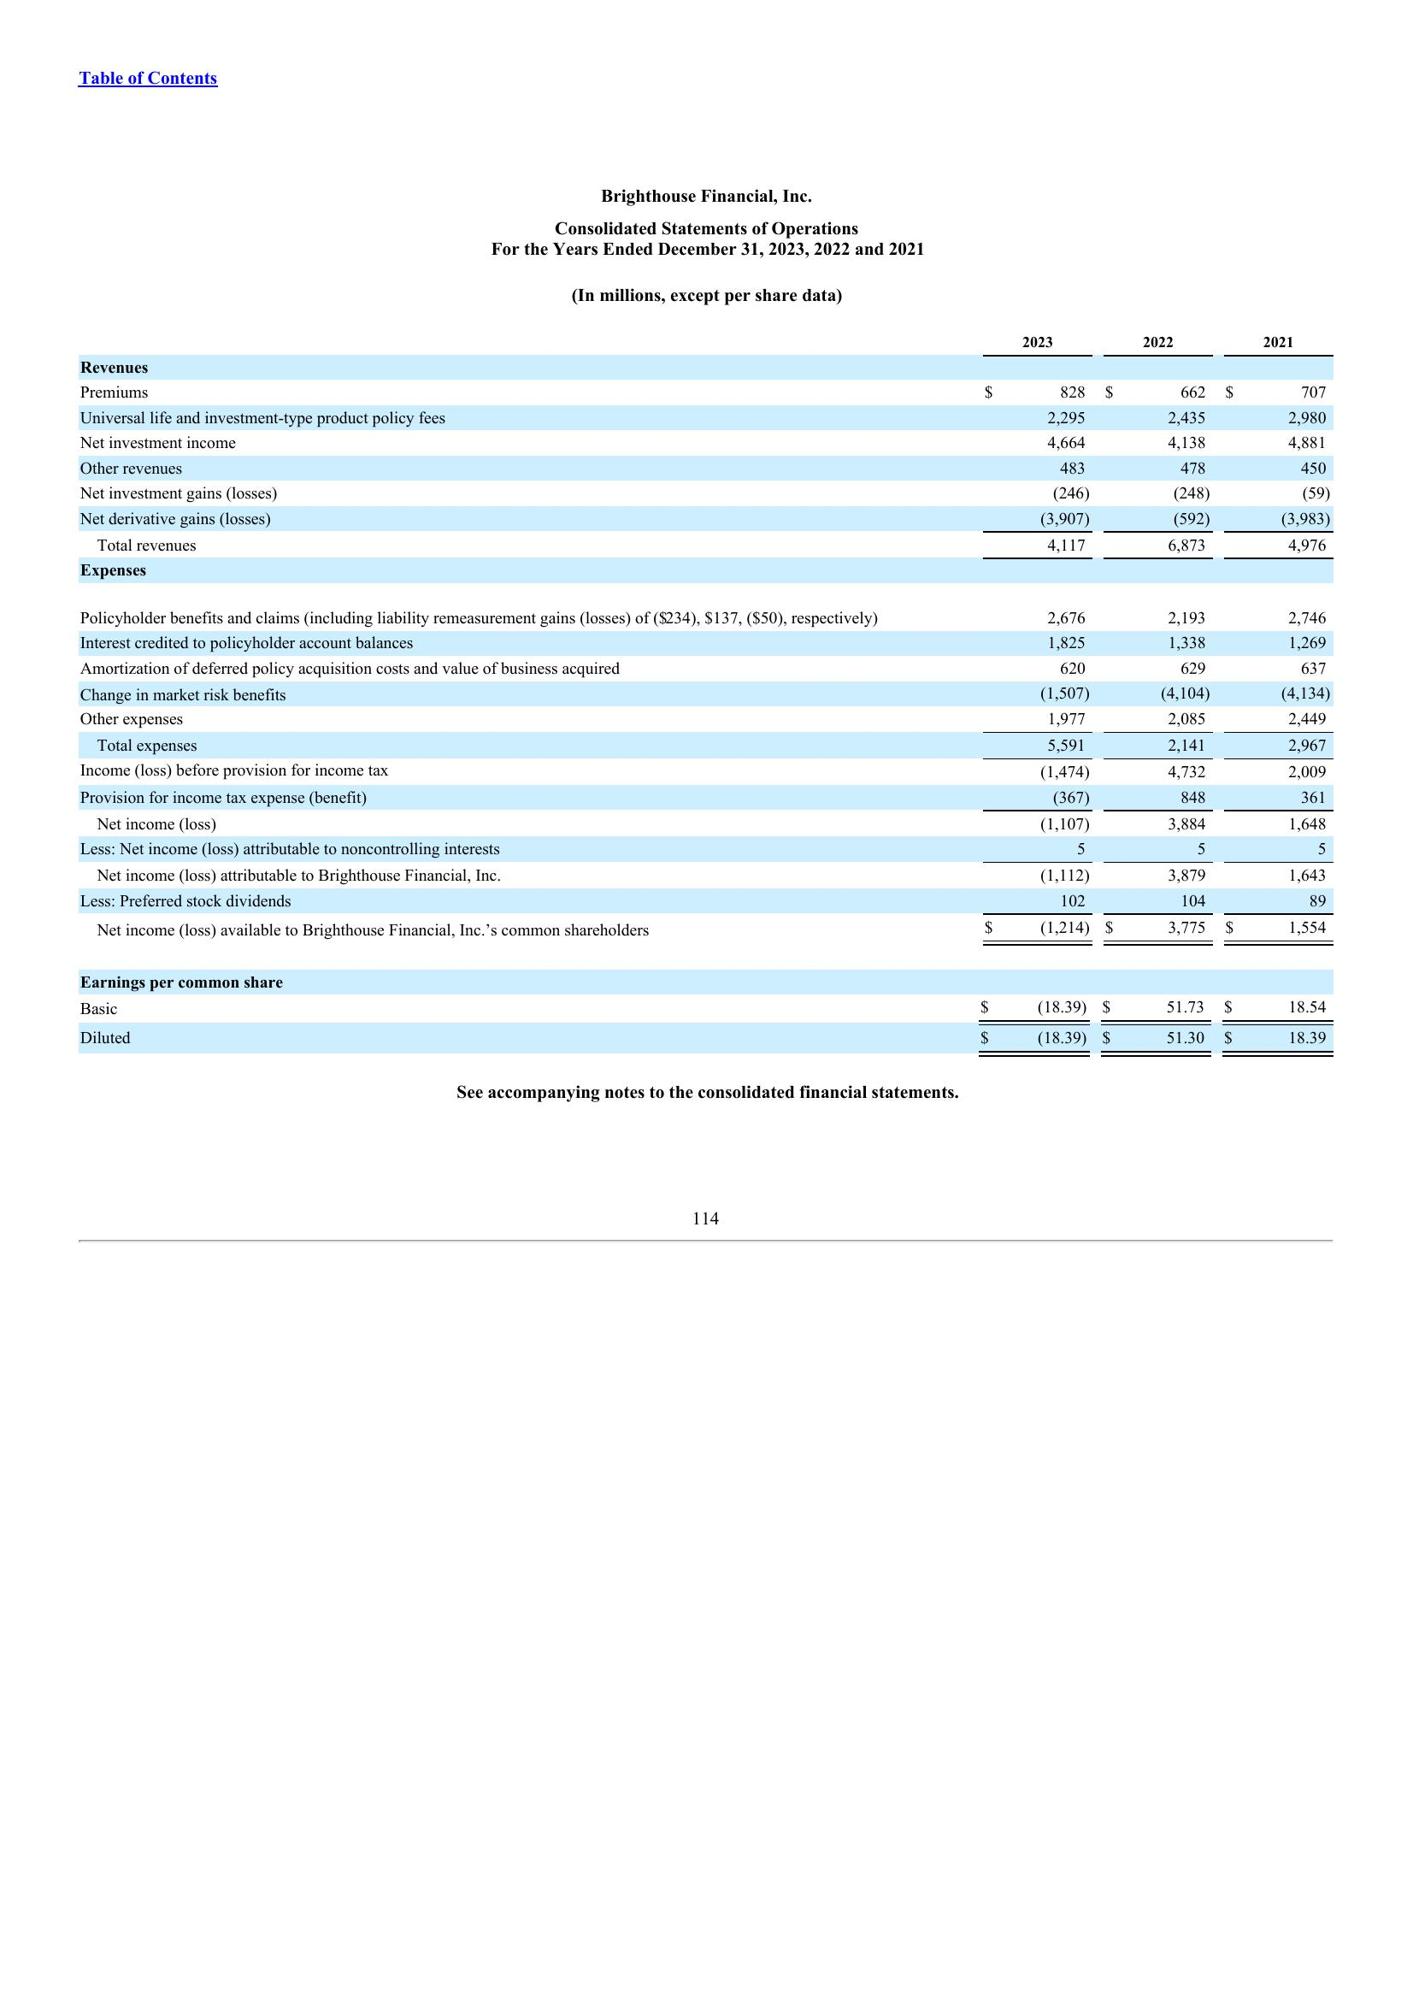 Table of Contents
Brighthouse Financial, Inc.
Consolidated Statements of Operations
For the Years Ended December 31, 2023, 2022 and 2021
(In millions, except per share data)
2023 2022 2021
Revenues
Premiums $ 828 $ 662 $ 707
Universal life and investment-type product policy fees 2,295 2,435 2,980
Net investment income 4,664 4,138 4,881
Other revenues 483 478 450
Net investment gains (losses) (246) (248) (59)
Net derivative gains (losses) (3,907) (592) (3,983)
Total revenues 4,117 6,873 4,976
Expenses
Policyholder benefits and claims (including liability remeasurement gains (losses) of ($234), $137, ($50), respectively) 2,676 2,193 2,746
Interest credited to policyholder account balances 1,825 1,338 1,269
Amortization of deferred policy acquisition costs and value of business acquired 620 629 637
Change in market risk benefits (1,507) (4,104) (4,134)
Other expenses 1,977 2,085 2,449
Total expenses 5,591 2,141 2,967
Income (loss) before provision for income tax (1,474) 4,732 2,009
Provision for income tax expense (benefit) (367) 848 361
Net income (loss) (1,107) 3,884 1,648
Less: Net income (loss) attributable to noncontrolling interests 5 5 5
Net income (loss) attributable to Brighthouse Financial, Inc. (1,112) 3,879 1,643
Less: Preferred stock dividends 102 104 89
Net income (loss) available to Brighthouse Financial, Inc.’s common shareholders $ (1,214) $ 3,775 $ 1,554
Earnings per common share
Basic $ (18.39) $ 51.73 $ 18.54
Diluted $ (18.39) $ 51.30 $ 18.39
See accompanying notes to the consolidated financial statements.
114